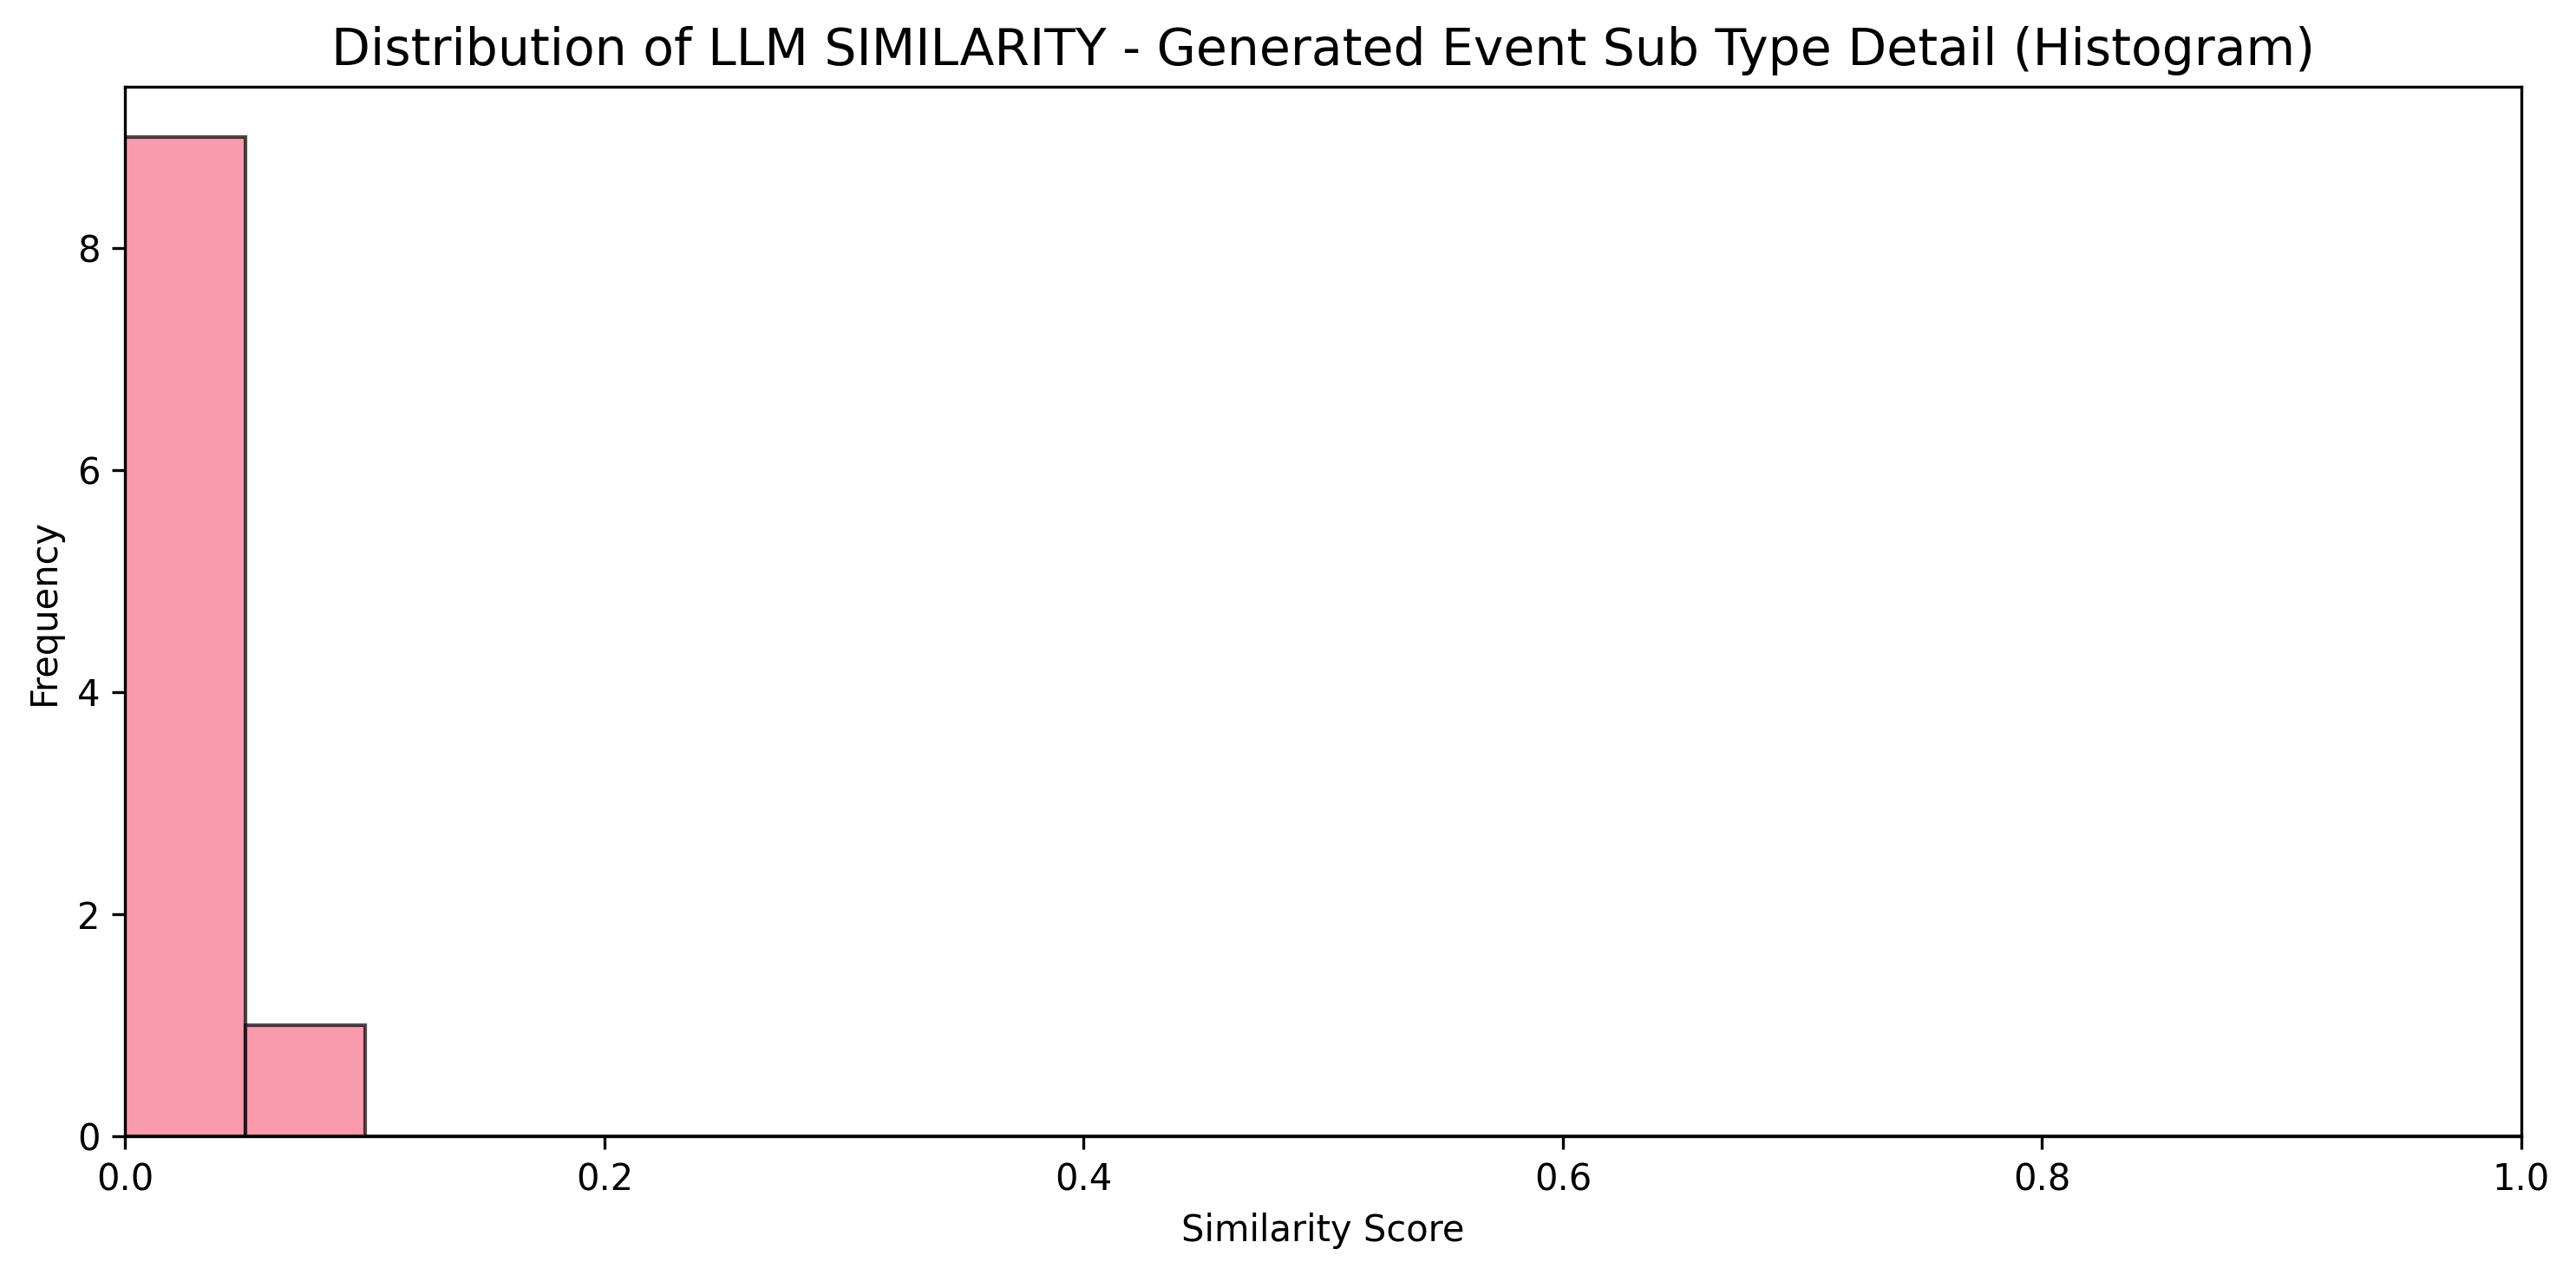 Distribution of LLM SIMILARITY - Generated Event Sub Type Detail (Histogram)
8
6
4
2
0
Frequency
0.0 0.2 0.4 0.6 0.8 1.0
Similarity Score